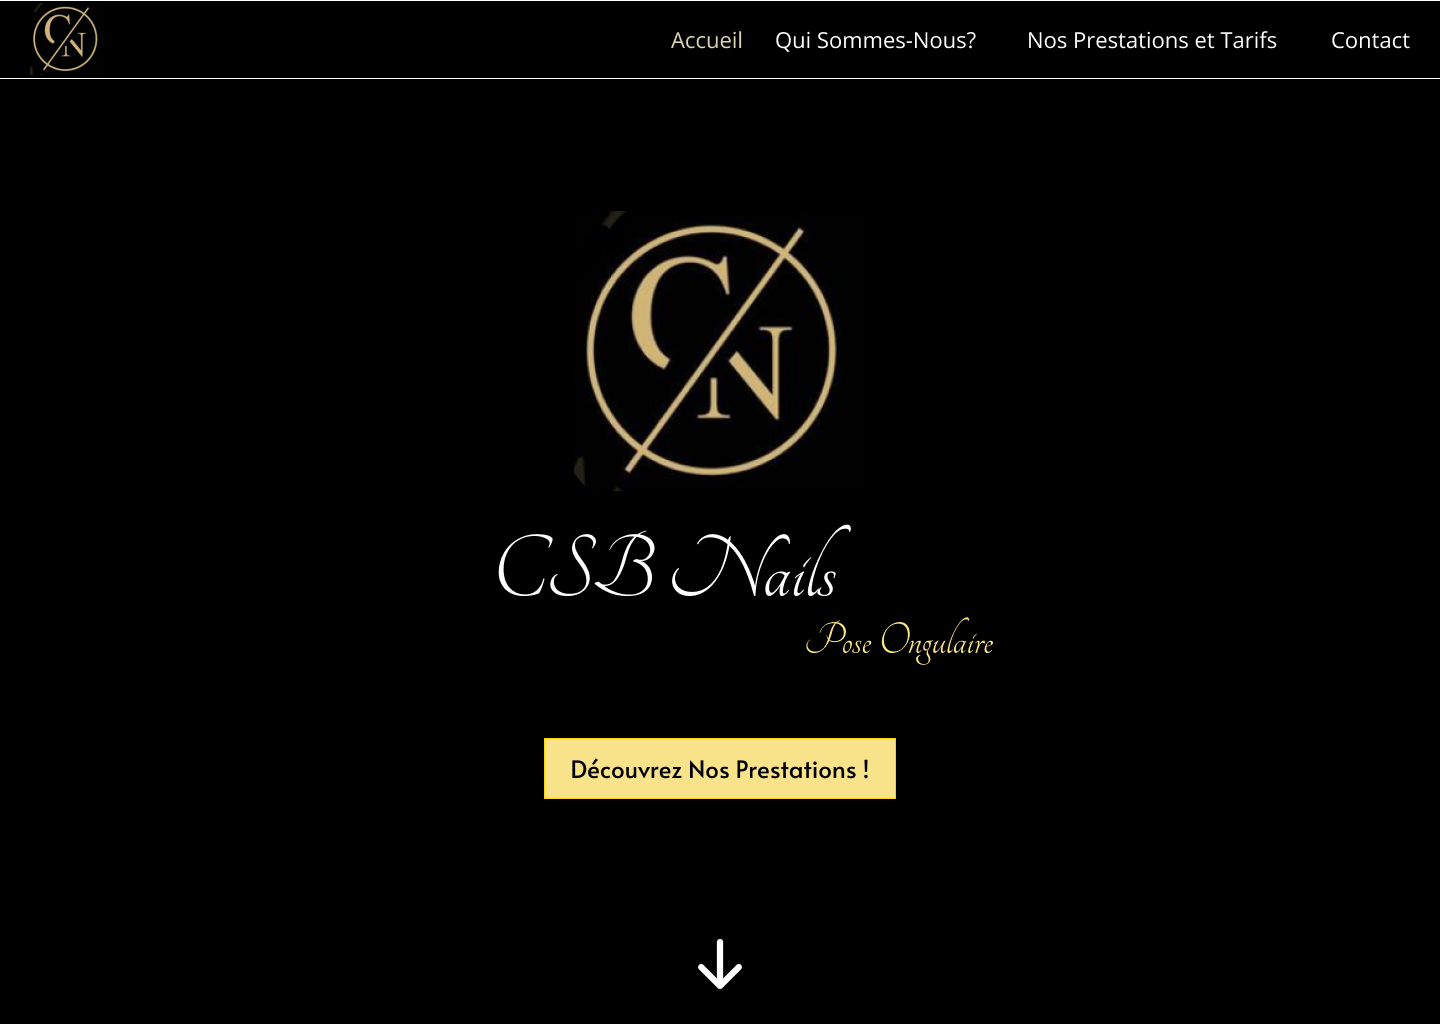 CN
Accueil Qui Sommes-Nous? Nos Prestations et Tarifs Contact
CN
CSB Nails
Pose Ongulaire
Découvrez Nos Prestations !